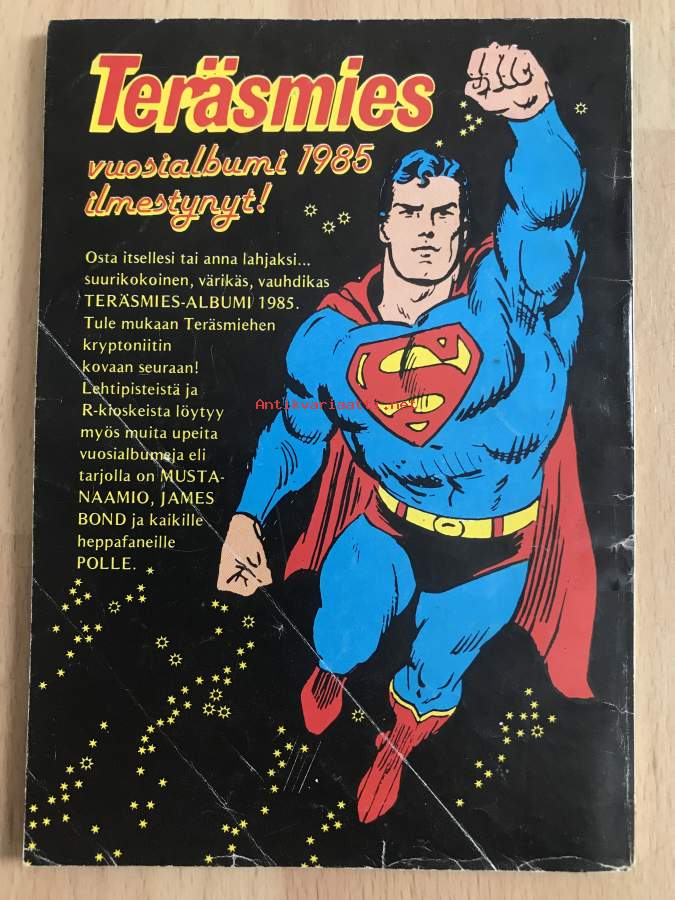 Teräsmies
vuosialbumi 1985
ilmestynyt!
Osta itsellesi tai anna lahjaksi...
suurikokoinen, värikäs, vauhdikas
TERÄSMIES-ALBUMI 1985.
Tule mukaan Teräsmiehen
kryptoniitin
kovaan seuraan!
Lehtipisteistä ja
R-kioskeista löytyy
myös muita upeita
vuosialbumeja eli
tarjolla on MUSTA-
NAAMIO, JAMES
BOND ja kaikille
heppafaneille
POLLE.
S
Antikvariaatti.net